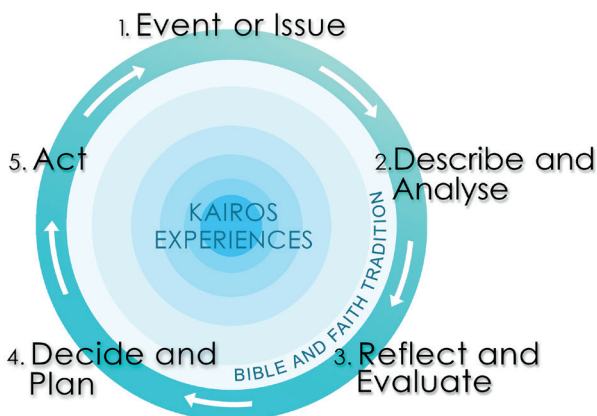 1. Event or Issue
2. Describe and
Analyse
3. Reflect and
Evaluate
4. Decide and
Plan
5. Act
KAIROS
EXPERIENCES
BIBLE AND FAITH TRADITION